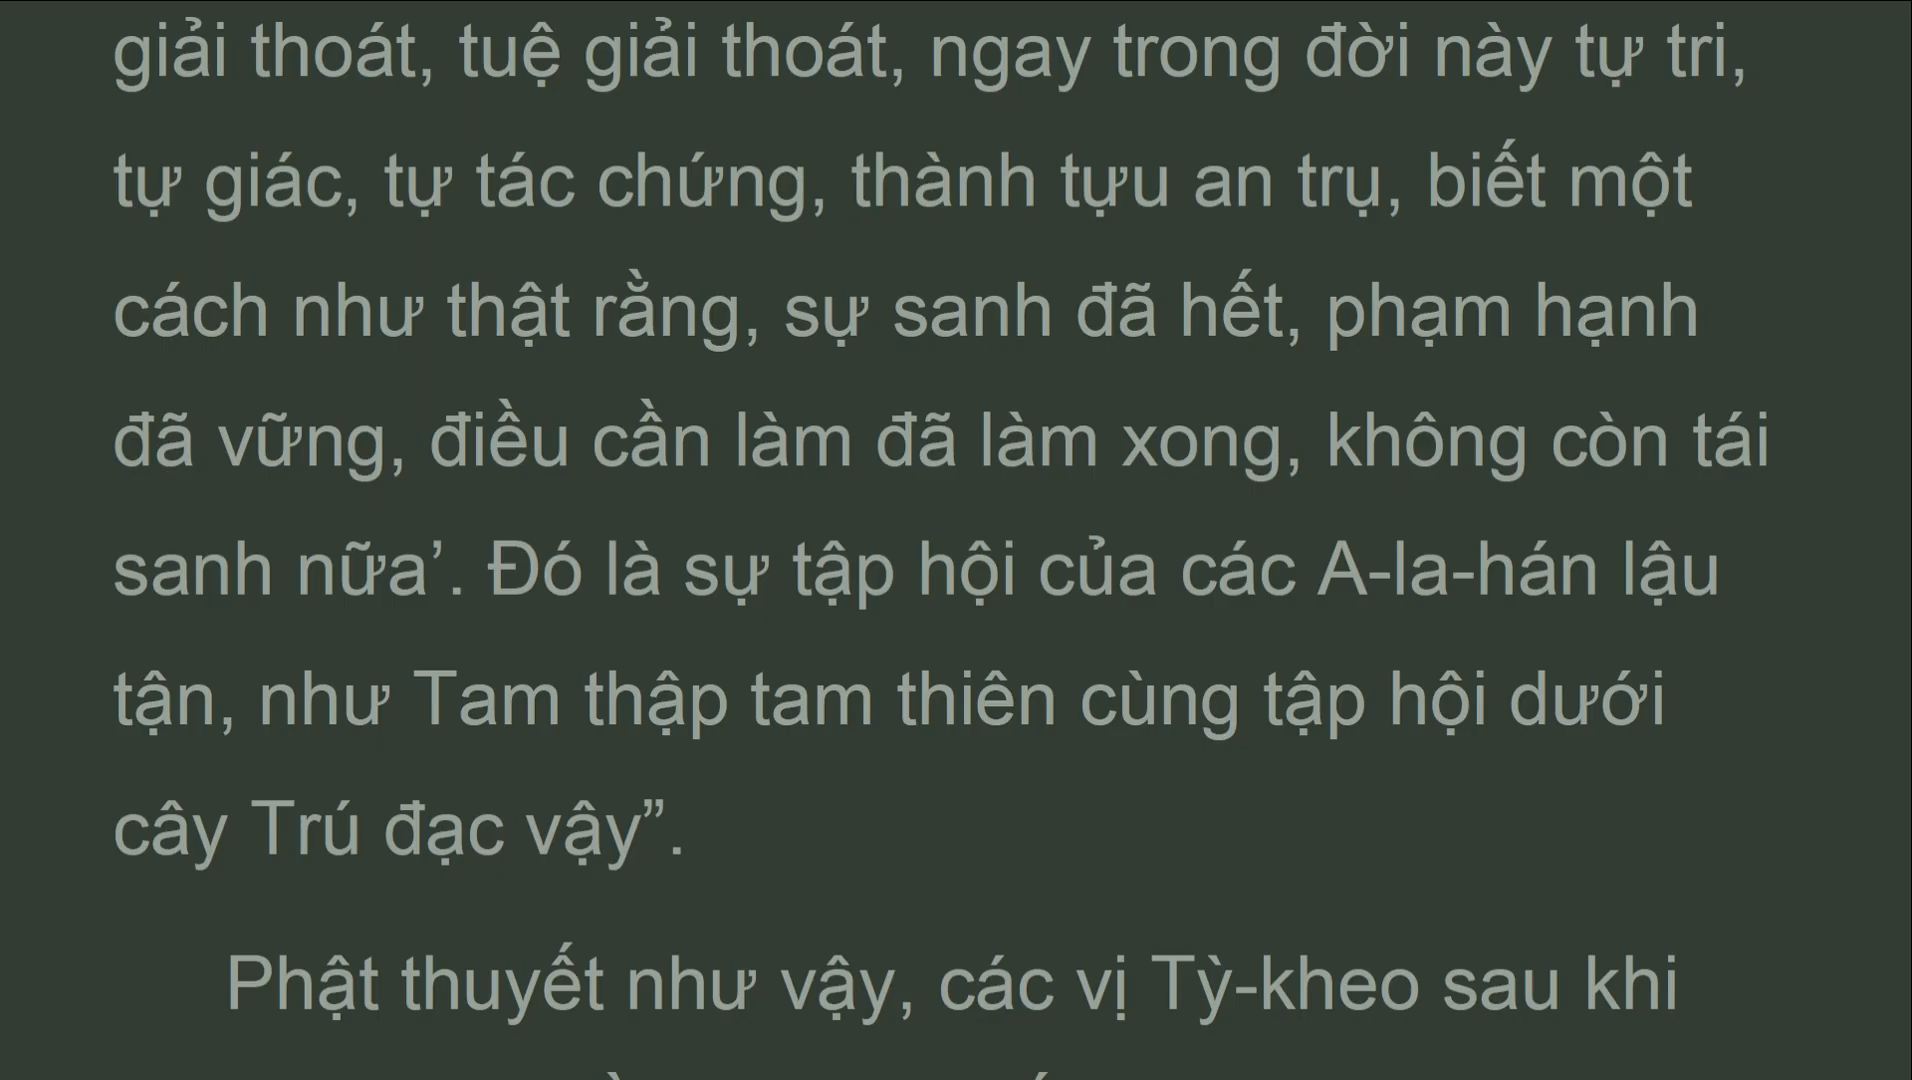 giải thoát, tuệ giải thoát, ngay trong đời này tự tri,
tự giác, tự tác chứng, thành tựu an trụ, biết một
cách như thật rằng, sự sanh đã hết, phạm hạnh
đã vững, điều cần làm đã làm xong, không còn tái
sanh nữa’. Đó là sự tập hội của các A-la-hán lậu
tận, như Tam thập tam thiên cùng tập hội dưới
cây Trú đạc vậy”.
Phật thuyết như vậy, các vị Tỳ-kheo sau khi